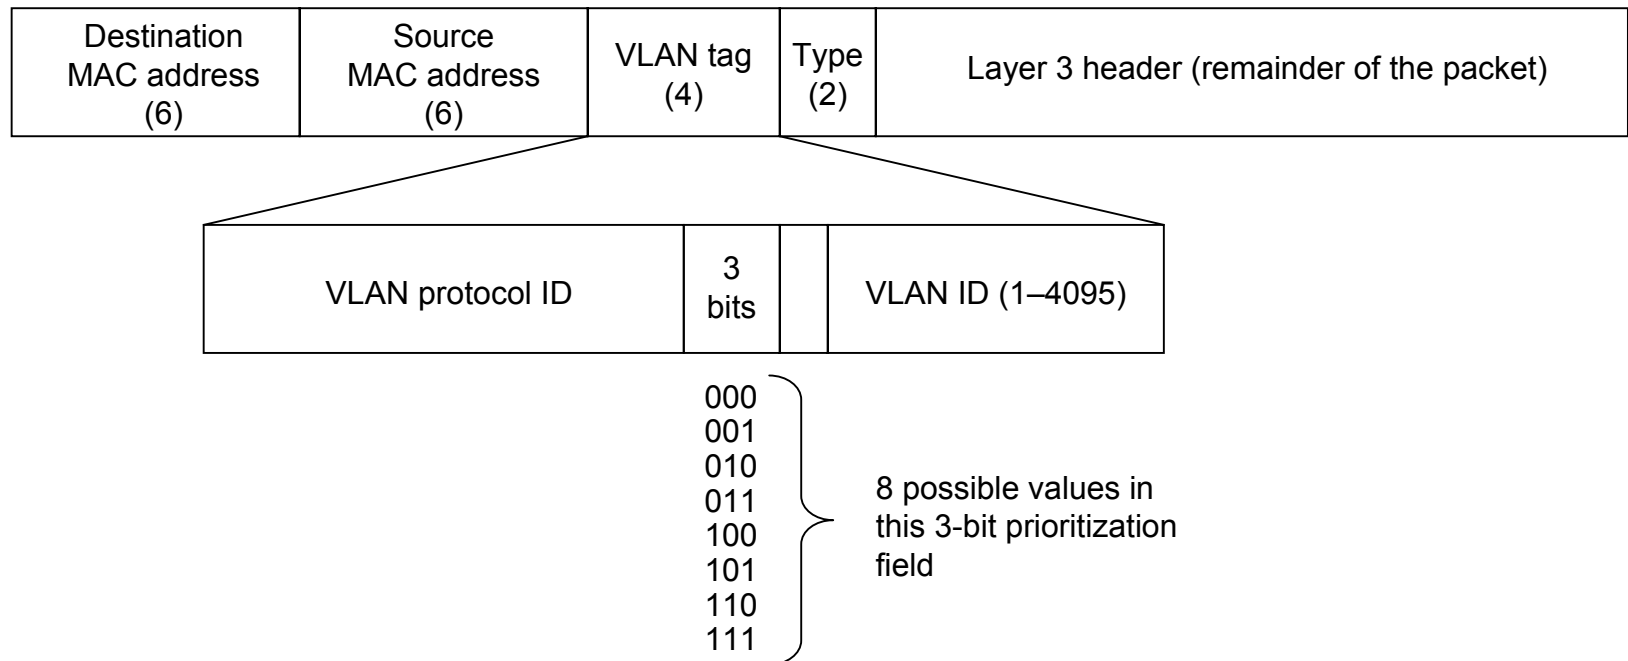 Destination
MAC address
(6)
Source
MAC address
(6)
VLAN tag
(4)
Type
(2)
Layer 3 header (remainder of the packet)
VLAN protocol ID
3
bits
VLAN ID (1–4095)
000
001
010
011
100
101
110
111
8 possible values in
this 3-bit prioritization
field